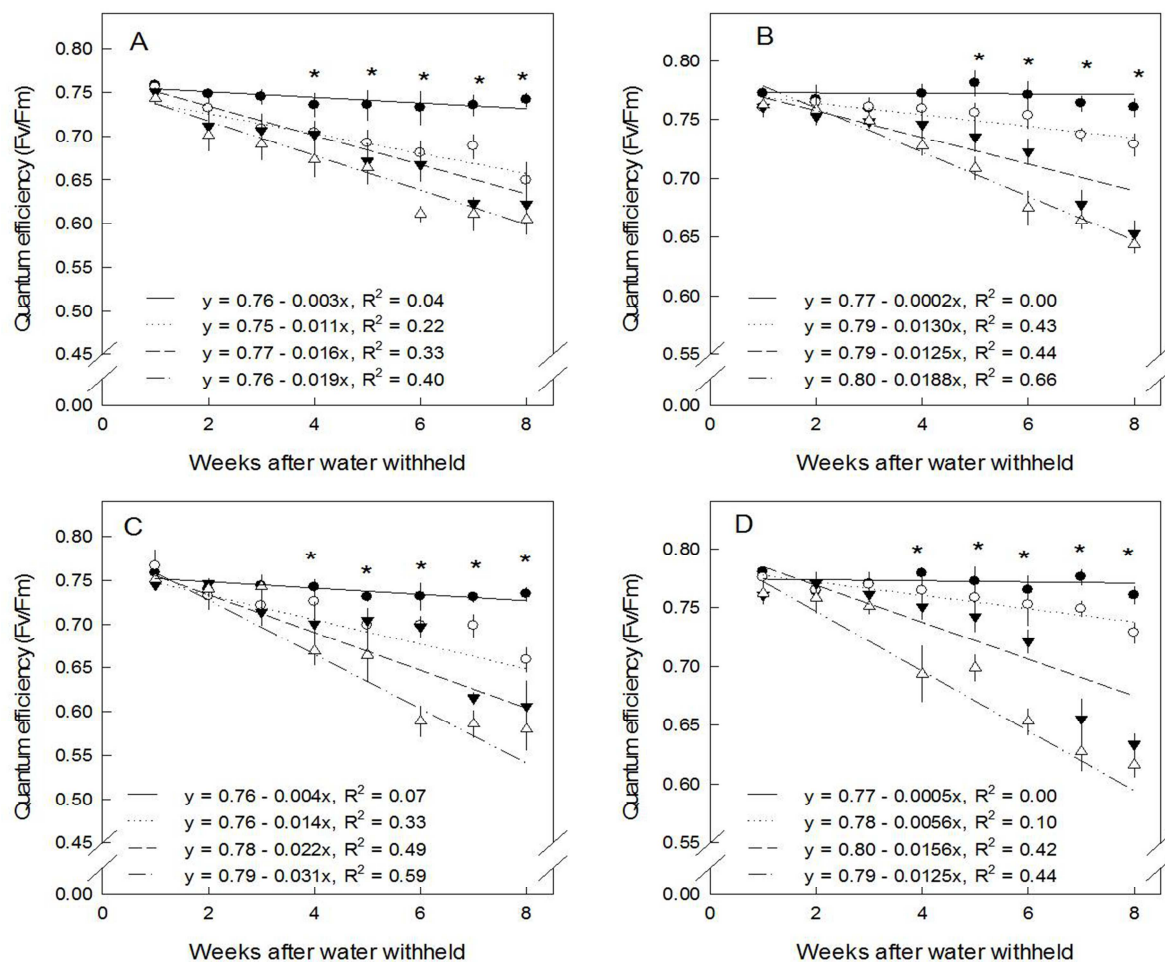 A
* * * * *
0.80
0.75
0.70
0.65
0.60
0.55
0.50
0.45
0.00
Quantum efficiency (Fv/Fm)
y = 0.76 - 0.003x, R² = 0.04
y = 0.75 - 0.011x, R² = 0.22
y = 0.77 - 0.016x, R² = 0.33
y = 0.76 - 0.019x, R² = 0.40
0 2 4 6 8
Weeks after water withheld
B
* * * *
0.80
0.75
0.70
0.65
0.60
0.55
0.00
Quantum efficiency (Fv/Fm)
y = 0.77 - 0.0002x, R² = 0.00
y = 0.79 - 0.0130x, R² = 0.43
y = 0.79 - 0.0125x, R² = 0.44
y = 0.80 - 0.0188x, R² = 0.66
0 2 4 6 8
Weeks after water withheld
C
* * * * *
0.80
0.75
0.70
0.65
0.60
0.55
0.50
0.45
0.00
Quantum efficiency (Fv/Fm)
y = 0.76 - 0.004x, R² = 0.07
y = 0.76 - 0.014x, R² = 0.33
y = 0.78 - 0.022x, R² = 0.49
y = 0.79 - 0.031x, R² = 0.59
0 2 4 6 8
Weeks after water withheld
D
* * * * *
0.80
0.75
0.70
0.65
0.60
0.55
0.00
Quantum efficiency (Fv/Fm)
y = 0.77 - 0.0005x, R² = 0.00
y = 0.78 - 0.0056x, R² = 0.10
y = 0.80 - 0.0156x, R² = 0.42
y = 0.79 - 0.0125x, R² = 0.44
0 2 4 6 8
Weeks after water withheld